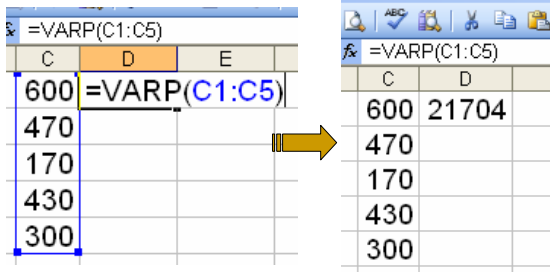 fx =VARP(C1:C5)
C D E
600 =VARP(C1:C5)
470
170
430
300
ABC
fx =VARP(C1:C5)
C D
600 21704
470
170
430
300